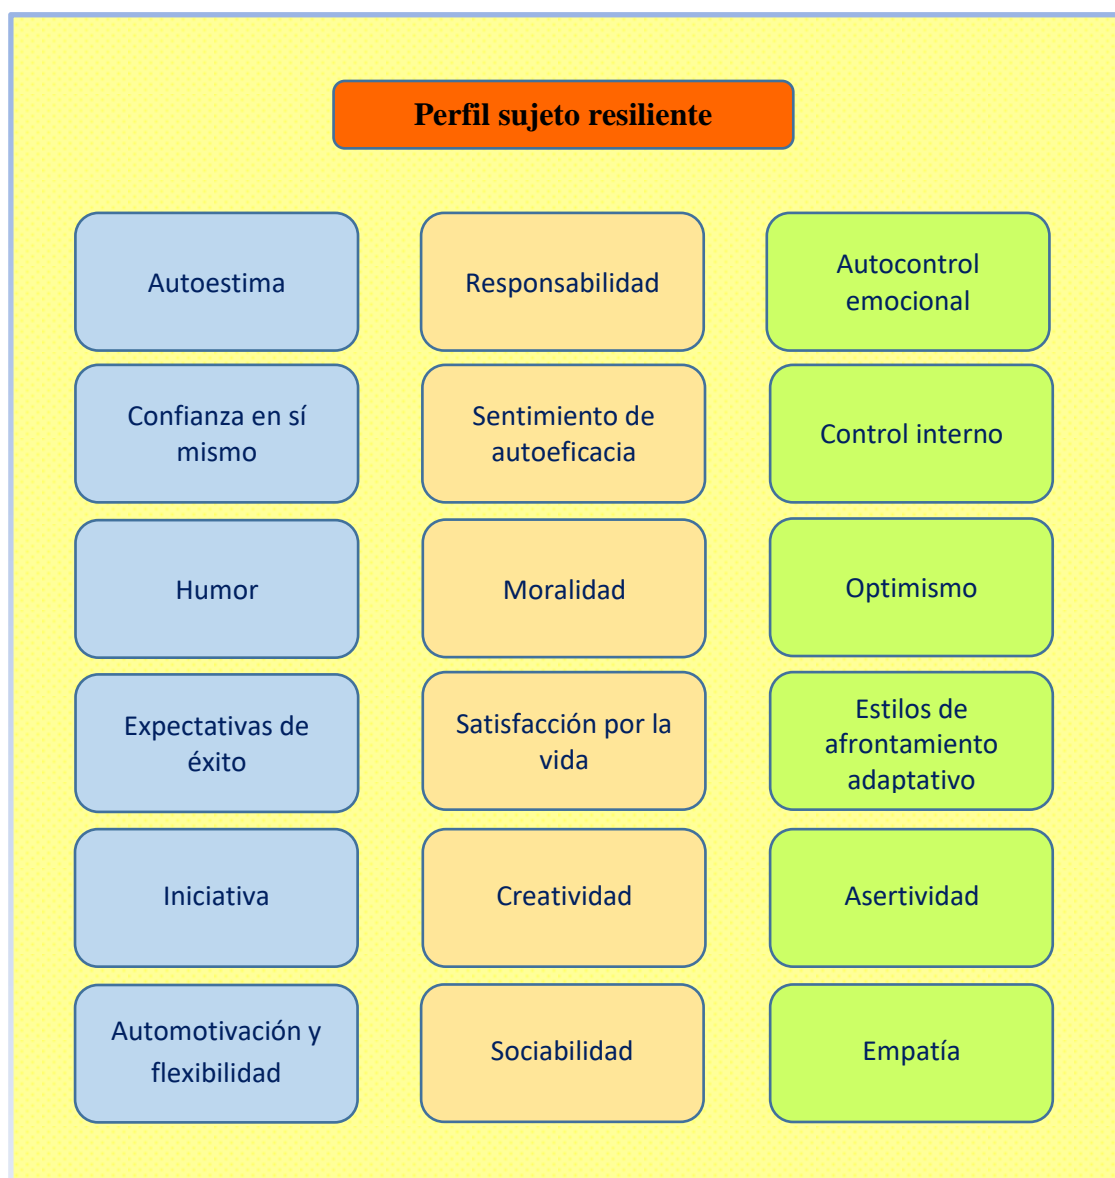 Perfil sujeto resiliente
Autoestima
Responsabilidad
Autocontrol
emocional
Confianza en sí
mismo
Sentimiento de
autoeficacia
Control interno
Humor
Moralidad
Optimismo
Expectativas de
éxito
Satisfacción por la
vida
Estilos de
afrontamiento
adaptativo
Iniciativa
Creatividad
Asertividad
Automotivación y
flexibilidad
Sociabilidad
Empatía